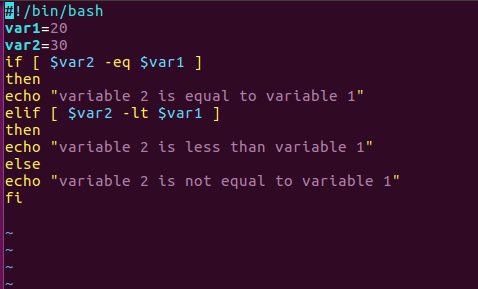 #!/bin/bash
var1=20
var2=30
if [ $var2 -eq $var1 ]
then
echo "variable 2 is equal to variable 1"
elif [ $var2 -lt $var1 ]
then
echo "variable 2 is less than variable 1"
else
echo "variable 2 is not equal to variable 1"
fi
~
~
~
~